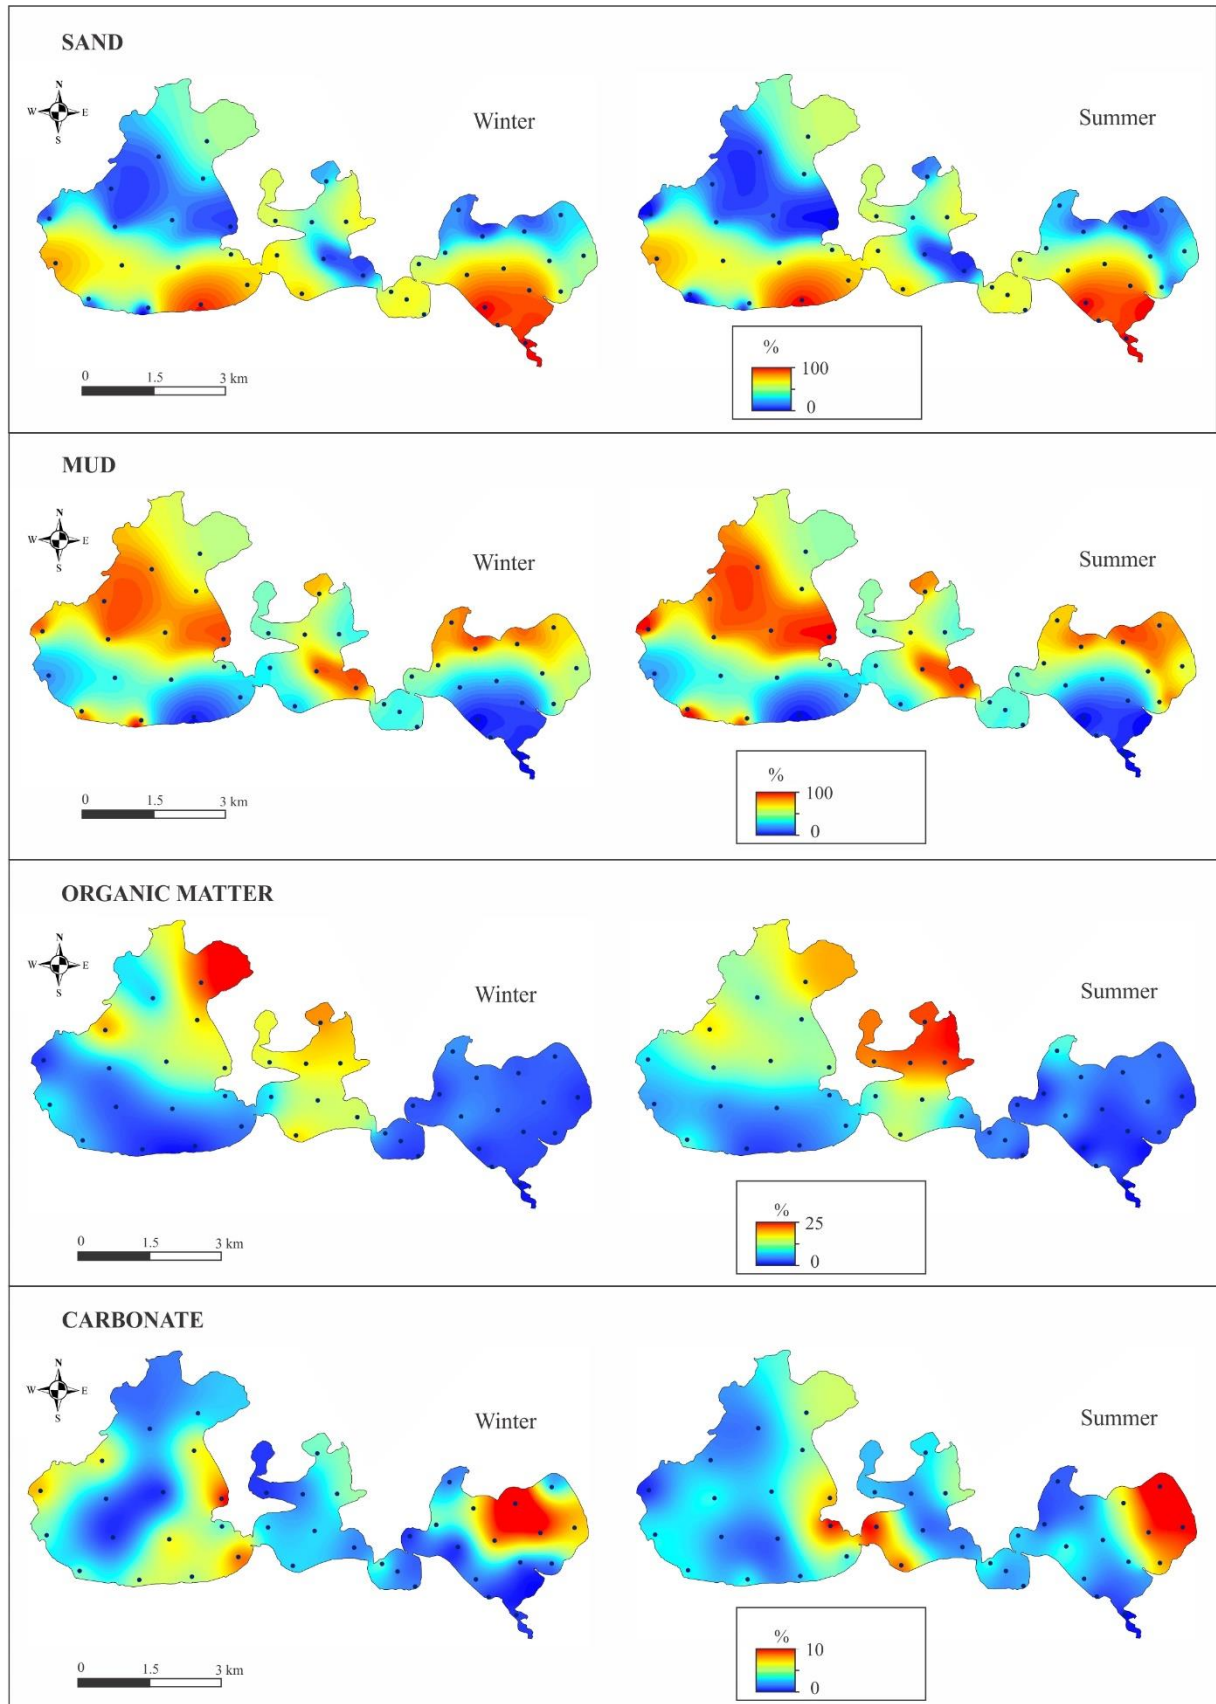 SAND
N
W E
S
Winter
Summer
0 1.5 3 km
%
100
0
MUD
N
W E
S
Winter
Summer
0 1.5 3 km
%
100
0
ORGANIC MATTER
N
W E
S
Winter
Summer
0 1.5 3 km
%
25
0
CARBONATE
N
W E
S
Winter
Summer
0 1.5 3 km
%
10
0